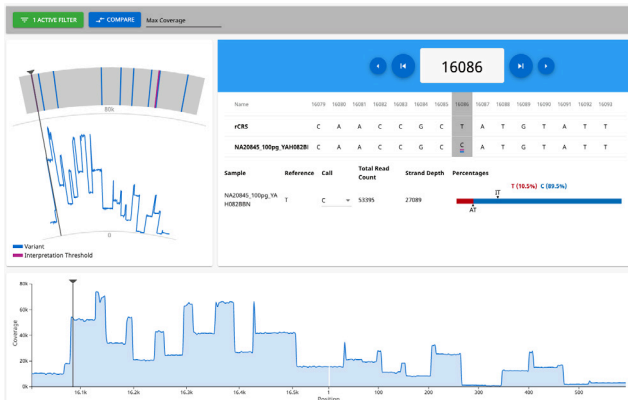 1 ACTIVE FILTER
COMPARE
Max Coverage
80k
0
Variant
Interpretation Threshold
16086
Name 16079 16080 16081 16082 16083 16084 16085 16086 16087 16088 16089 16090 16091 16092 16093
rCRS C A A C C G C T A T G T A T T
NA20845_100pg_YAH082BI C A A C C G C C A T G T A T T
Sample Reference Call Total Read Count Strand Depth Percentages
T (10.5%) C (89.5%)
NA20845_100pg_YA
H082BBN
T C 53395 27089
IT
AT
Coverage
80k
60k
40k
20k
0
16.1k 16.2k 16.3k 16.4k 16.5k 1 100 200 300 400 500
Position